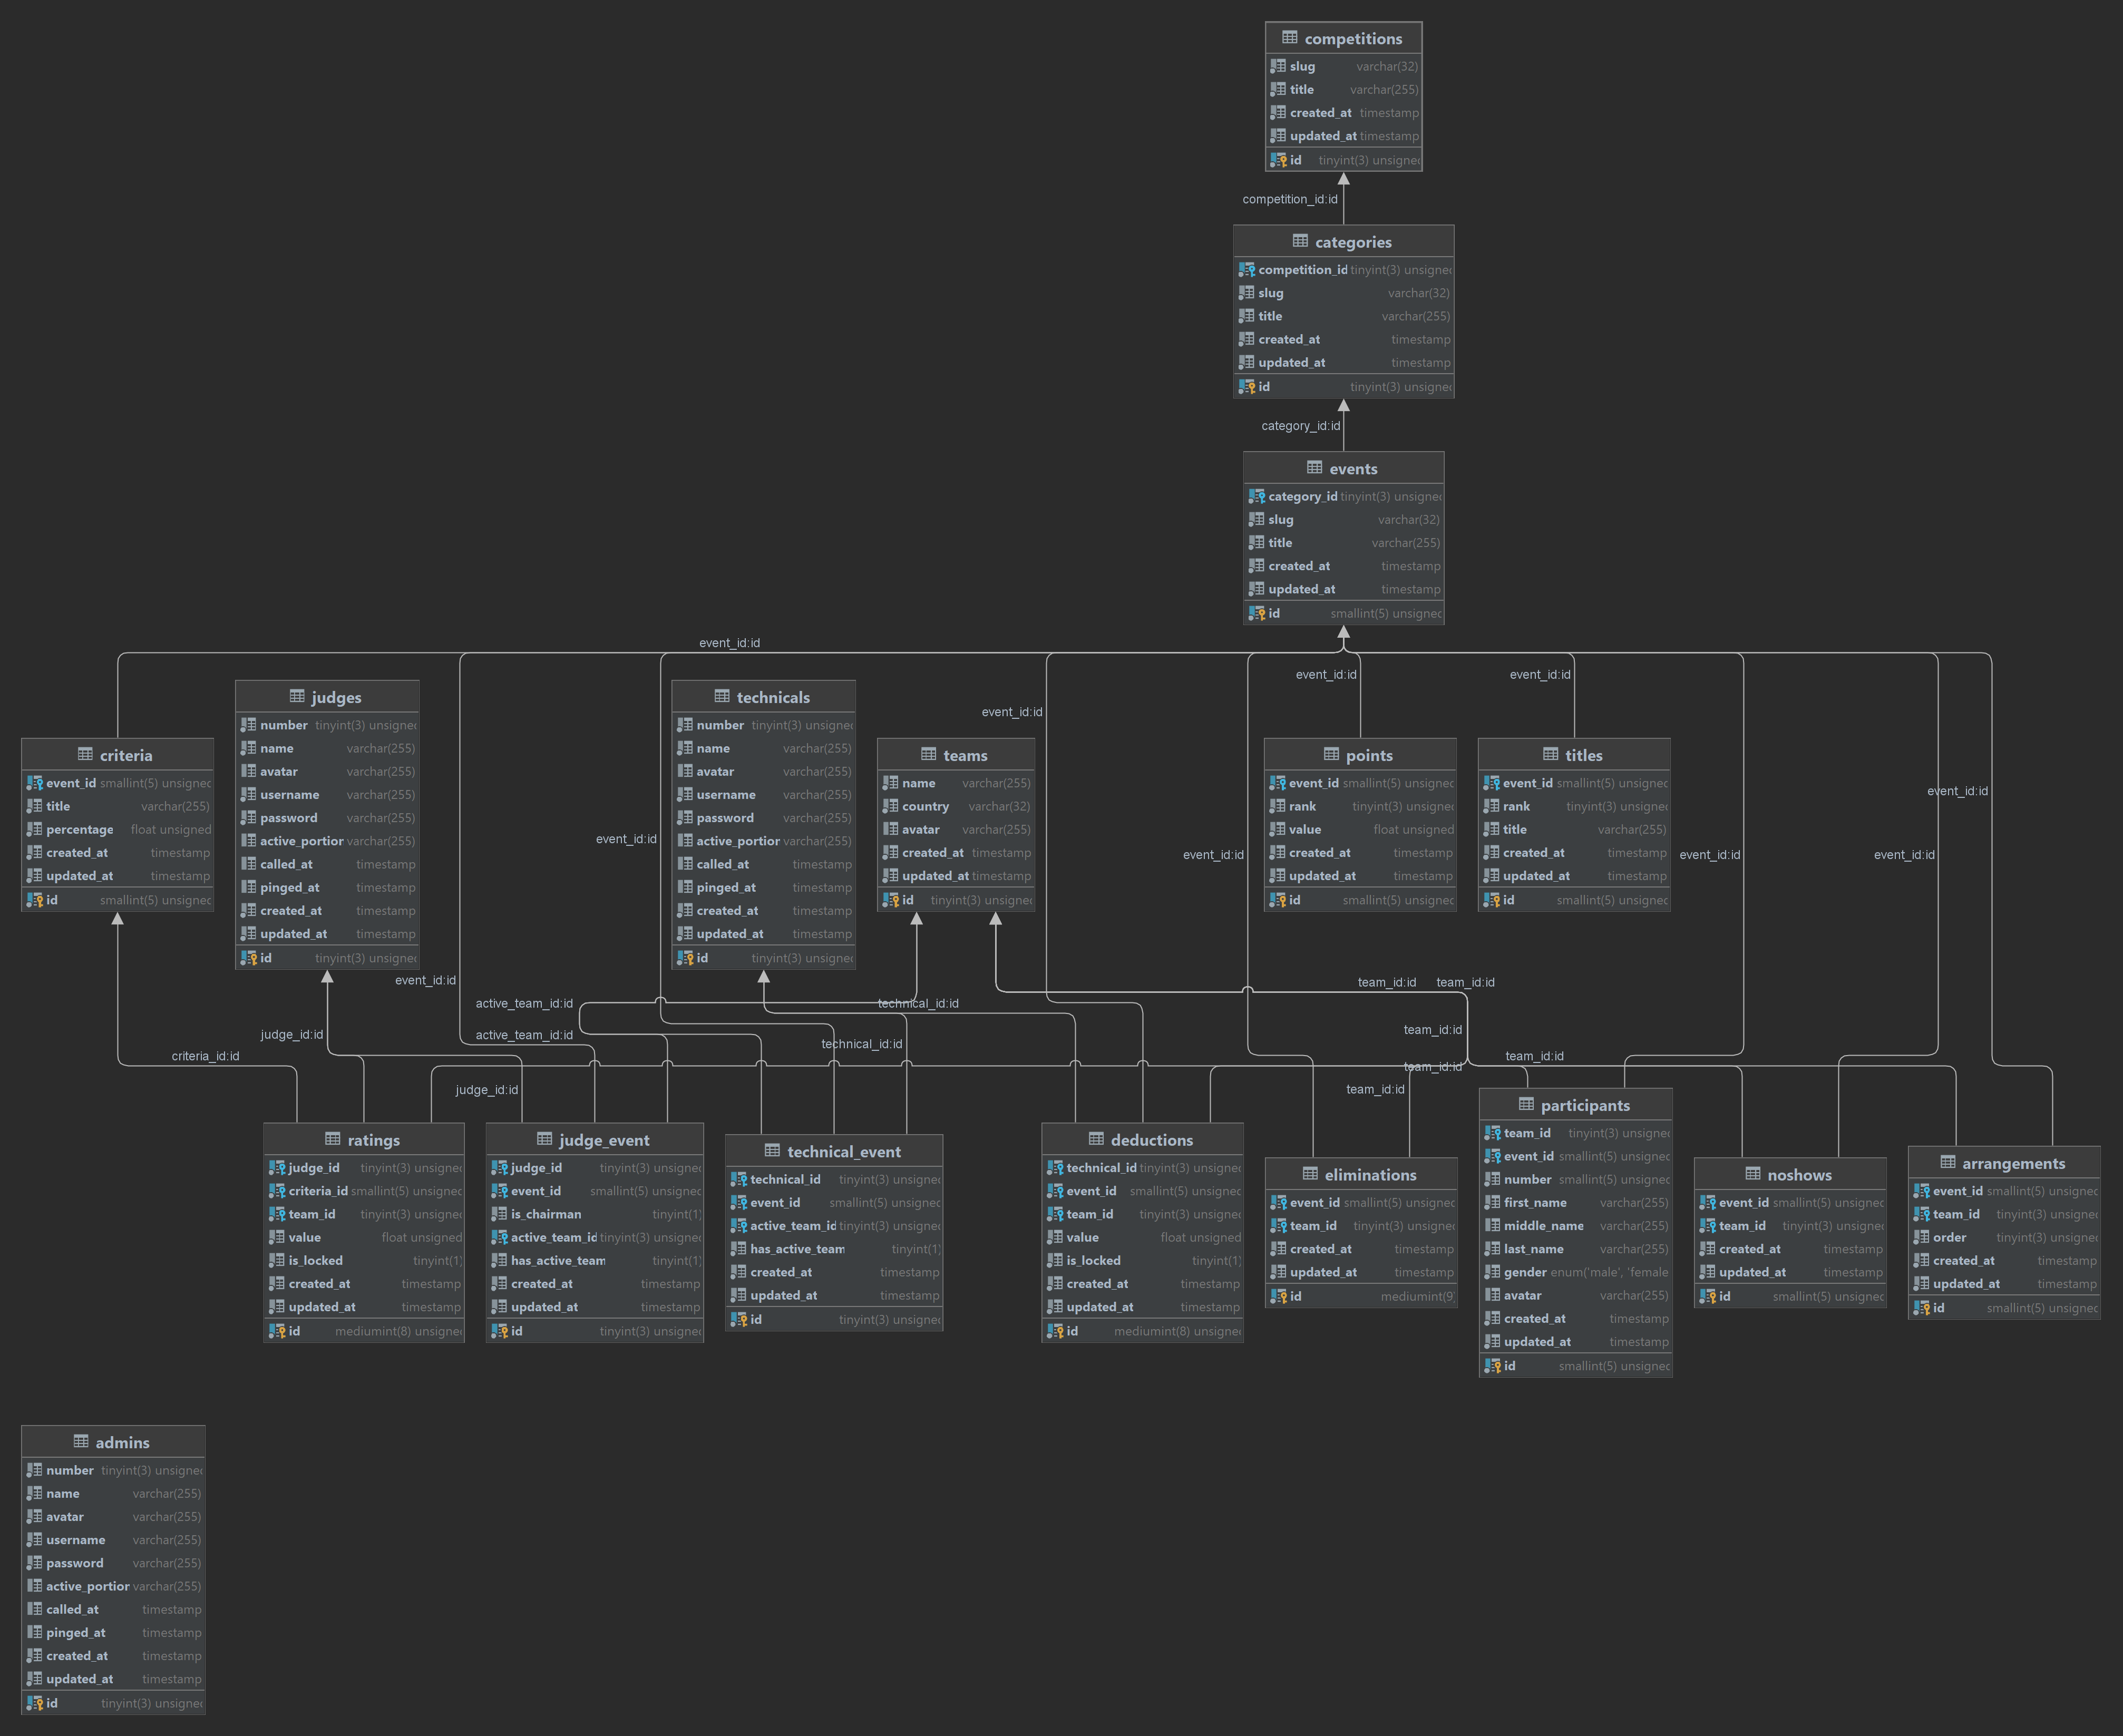 competitions
slug varchar(32)
title varchar(255)
created_at timestamp
updated_at timestamp
id tinyint(3) unsigned
competition_id:id
categories
competition_id tinyint(3) unsigned
slug varchar(32)
title varchar(255)
created_at timestamp
updated_at timestamp
id tinyint(3) unsigned
category_id:id
events
category_id tinyint(3) unsigned
slug varchar(32)
title varchar(255)
created_at timestamp
updated_at timestamp
id smallint(5) unsigned
event_id:id
event_id:id
event_id:id
event_id:id
event_id:id
event_id:id
event_id:id
event_id:id
event_id:id
event_id:id
criteria
event_id smallint(5) unsigned
title varchar(255)
percentage float unsigned
created_at timestamp
updated_at timestamp
id smallint(5) unsigned
judges
number tinyint(3) unsigned
name varchar(255)
avatar varchar(255)
username varchar(255)
password varchar(255)
active_portion varchar(255)
called_at timestamp
pinged_at timestamp
created_at timestamp
updated_at timestamp
id tinyint(3) unsigned
technicals
number tinyint(3) unsigned
name varchar(255)
avatar varchar(255)
username varchar(255)
password varchar(255)
active_portion varchar(255)
called_at timestamp
pinged_at timestamp
created_at timestamp
updated_at timestamp
id tinyint(3) unsigned
teams
name varchar(255)
country varchar(32)
avatar varchar(255)
created_at timestamp
updated_at timestamp
id tinyint(3) unsigned
points
event_id smallint(5) unsigned
rank tinyint(3) unsigned
value float unsigned
created_at timestamp
updated_at timestamp
id smallint(5) unsigned
titles
event_id smallint(5) unsigned
rank tinyint(3) unsigned
title varchar(255)
created_at timestamp
updated_at timestamp
id smallint(5) unsigned
active_team_id:id
technical_id:id
team_id:id
team_id:id
judge_id:id
active_team_id:id
technical_id:id
team_id:id
criteria_id:id
team_id:id
team_id:id
judge_id:id
team_id:id
ratings
judge_id tinyint(3) unsigned
criteria_id smallint(5) unsigned
team_id tinyint(3) unsigned
value float unsigned
is_locked tinyint(1)
created_at timestamp
updated_at timestamp
id mediumint(8) unsigned
judge_event
judge_id tinyint(3) unsigned
event_id smallint(5) unsigned
is_chairman tinyint(1)
active_team_id tinyint(3) unsigned
has_active_team tinyint(1)
created_at timestamp
updated_at timestamp
id tinyint(3) unsigned
technical_event
technical_id tinyint(3) unsigned
event_id smallint(5) unsigned
active_team_id tinyint(3) unsigned
has_active_team tinyint(1)
created_at timestamp
updated_at timestamp
id tinyint(3) unsigned
deductions
technical_id tinyint(3) unsigned
event_id smallint(5) unsigned
team_id tinyint(3) unsigned
value float unsigned
is_locked tinyint(1)
created_at timestamp
updated_at timestamp
id mediumint(8) unsigned
eliminations
event_id smallint(5) unsigned
team_id tinyint(3) unsigned
created_at timestamp
updated_at timestamp
id mediumint(9)
participants
team_id tinyint(3) unsigned
event_id smallint(5) unsigned
number smallint(5) unsigned
first_name varchar(255)
middle_name varchar(255)
last_name varchar(255)
gender enum('male', 'female
avatar varchar(255)
created_at timestamp
updated_at timestamp
id smallint(5) unsigned
noshows
event_id smallint(5) unsigned
team_id tinyint(3) unsigned
created_at timestamp
updated_at timestamp
id smallint(5) unsigned
arrangements
event_id smallint(5) unsigned
team_id tinyint(3) unsigned
order tinyint(3) unsigned
created_at timestamp
updated_at timestamp
id smallint(5) unsigned
admins
number tinyint(3) unsigned
name varchar(255)
avatar varchar(255)
username varchar(255)
password varchar(255)
active_portion varchar(255)
called_at timestamp
pinged_at timestamp
created_at timestamp
updated_at timestamp
id tinyint(3) unsigned